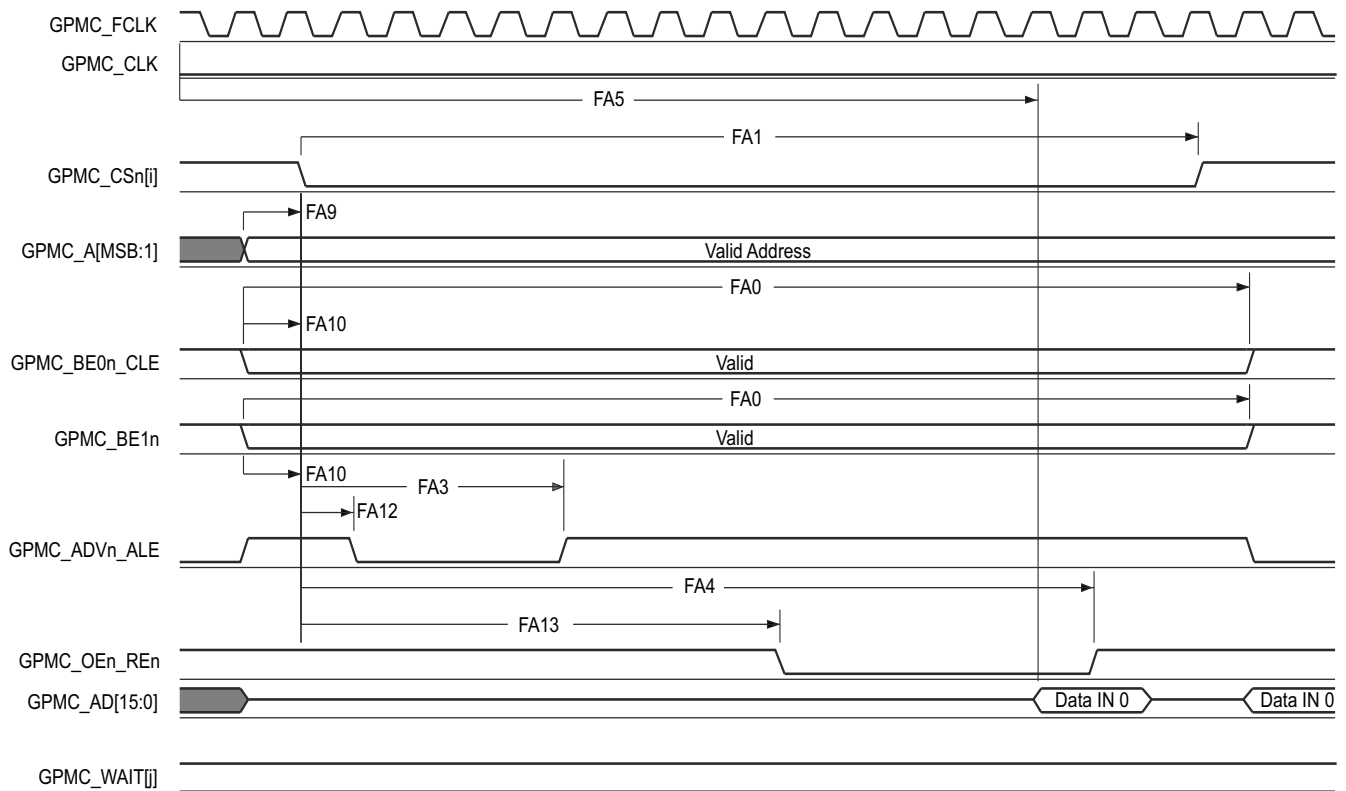 GPMC_FCLK
GPMC_CLK
FA5
FA1
GPMC_CSn[i]
FA9
GPMC_A[MSB:1] Valid Address
FA0
FA10
GPMC_BE0n_CLE Valid
FA0
GPMC_BE1n Valid
FA10
FA3
FA12
GPMC_ADVn_ALE
FA4
FA13
GPMC_OEn_REn
GPMC_AD[15:0] Data IN 0 Data IN 0
GPMC_WAIT[j]